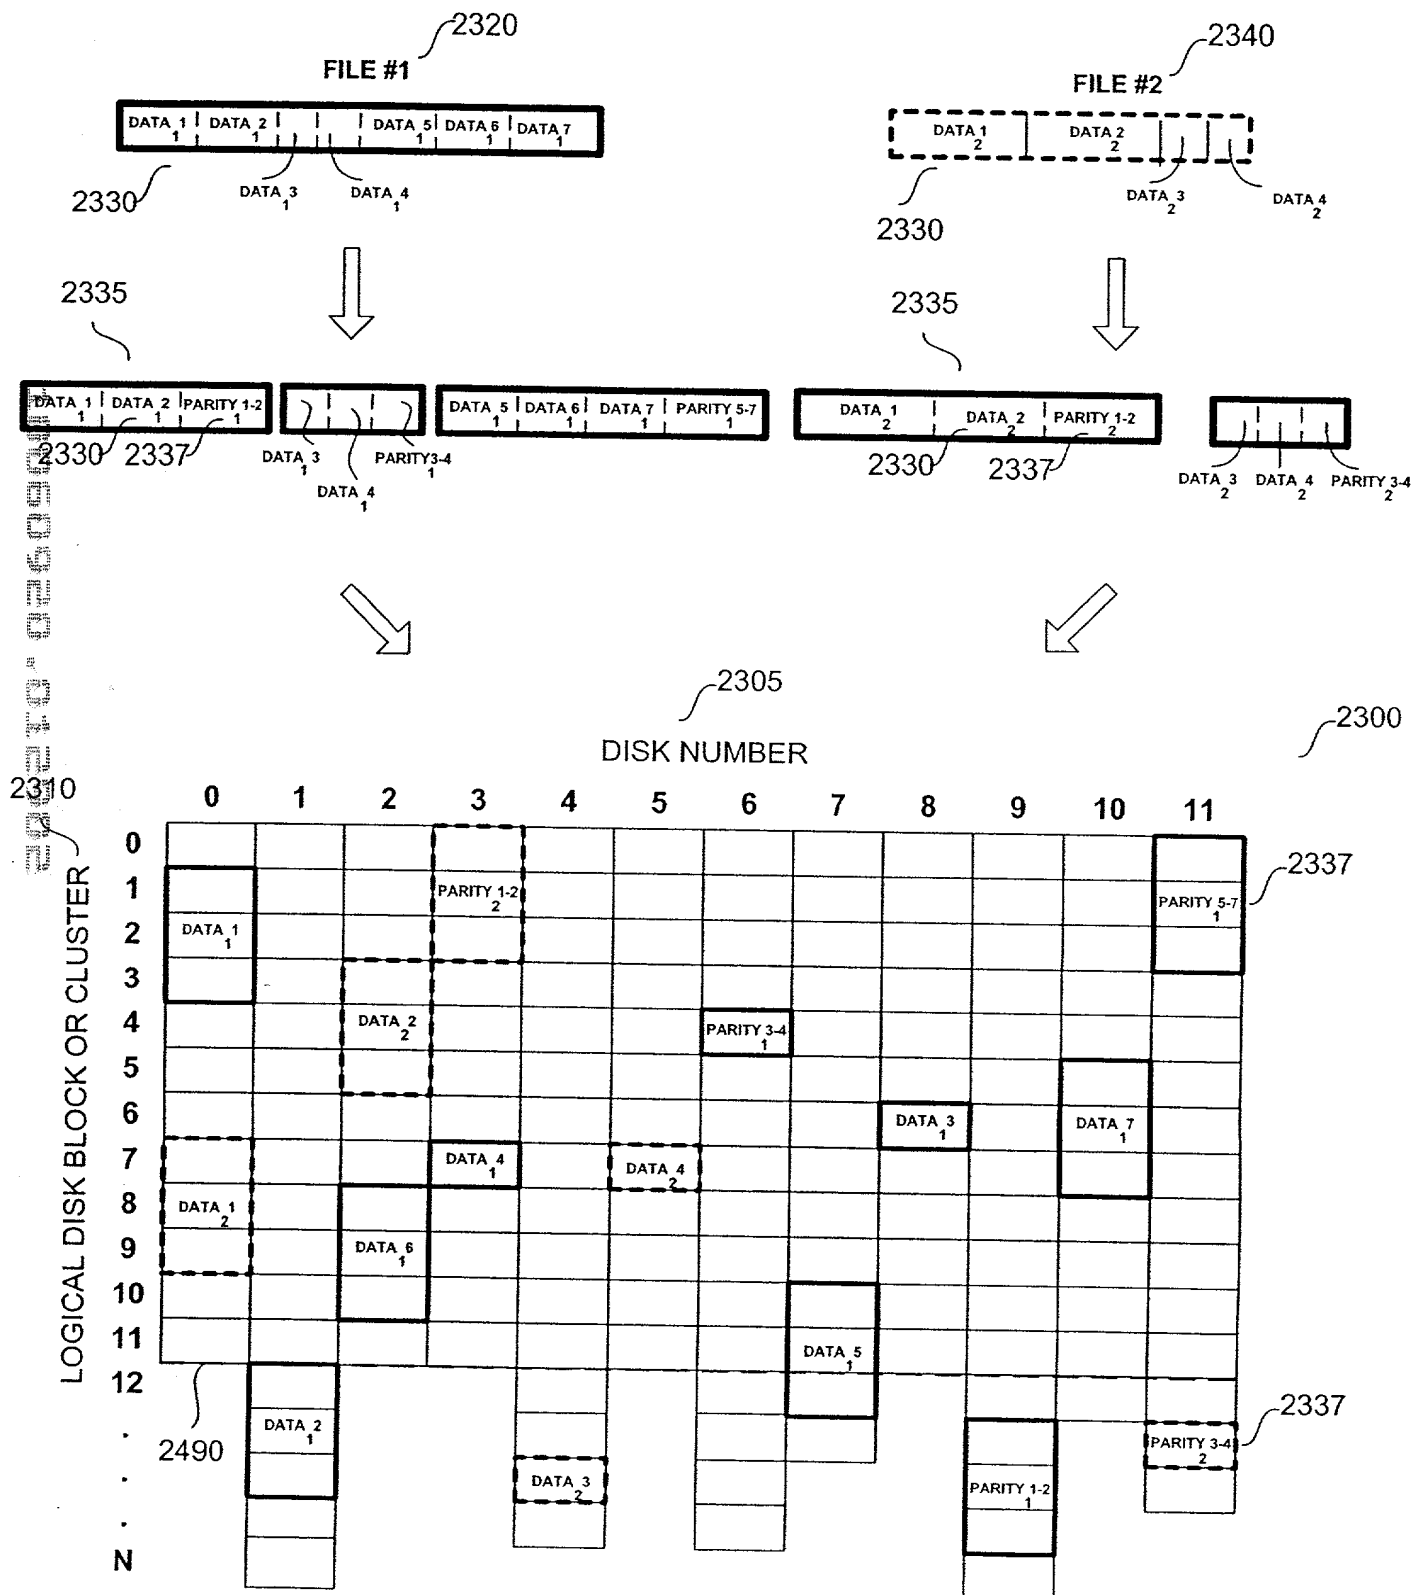 2320
2340
FILE #1
FILE #2
DATA 1 1 DATA 2 1 DATA 5 1 DATA 6 1 DATA 7 1
DATA 1 2 DATA 2 2
2330 DATA 3 1 DATA 4 1
2330 DATA 3 2 DATA 4 2
2335
2335
DATA 1 1 DATA 2 1 PARITY 1-2 1
DATA 5 1 DATA 6 1 DATA 7 1 PARITY 5-7 1
DATA 1 2 DATA 2 2 PARITY 1-2 2
2330 2337 DATA 3 1 DATA 4 1 PARITY3-4 1
2330 2337 DATA 3 2 DATA 4 2 PARITY 3-4 2
2305
2300
DISK NUMBER
2310
0 1 2 3 4 5 6 7 8 9 10 11
LOGICAL DISK BLOCK OR CLUSTER
0
1 PARITY 1-2 2 PARITY 5-7 1 2337
2 DATA 1 1
3
4 DATA 2 2 PARITY 3-4 1
5
6 DATA 3 1 DATA 7 1
7 DATA 4 1 DATA 4 2
8 DATA 1 2
9 DATA 6 1
10
11 DATA 5 1
12
. DATA 2 1 PARITY 3-4 2 2337
2490
. DATA 3 2 PARITY 1-2 1
.
N